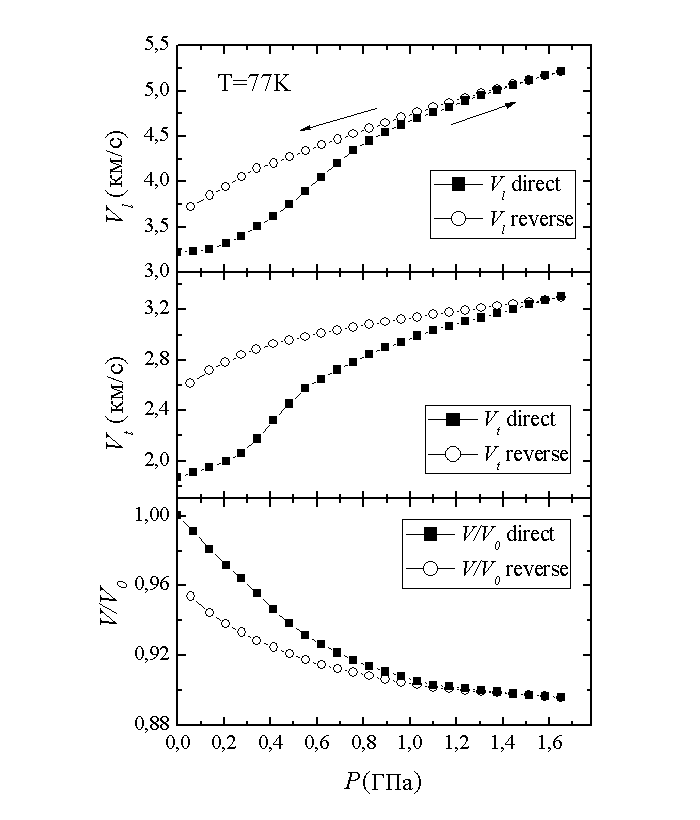 5,5
T=77K
5,0
4,5
4,0
3,5
3,0
V_l (км/с)
V_l direct
V_l reverse
3,2
2,8
2,4
2,0
V_t (км/с)
V_t direct
V_t reverse
1,00
0,96
0,92
0,88
V/V_0
V/V_0 direct
V/V_0 reverse
0,0 0,2 0,4 0,6 0,8 1,0 1,2 1,4 1,6
P (ГПа)